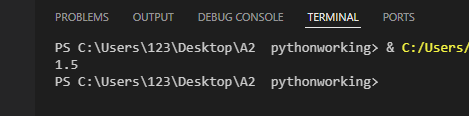 PROBLEMS OUTPUT DEBUG CONSOLE TERMINAL PORTS
PS C:\Users\123\Desktop\A2  pythonworking> & C:/Users/
1.5
PS C:\Users\123\Desktop\A2  pythonworking>